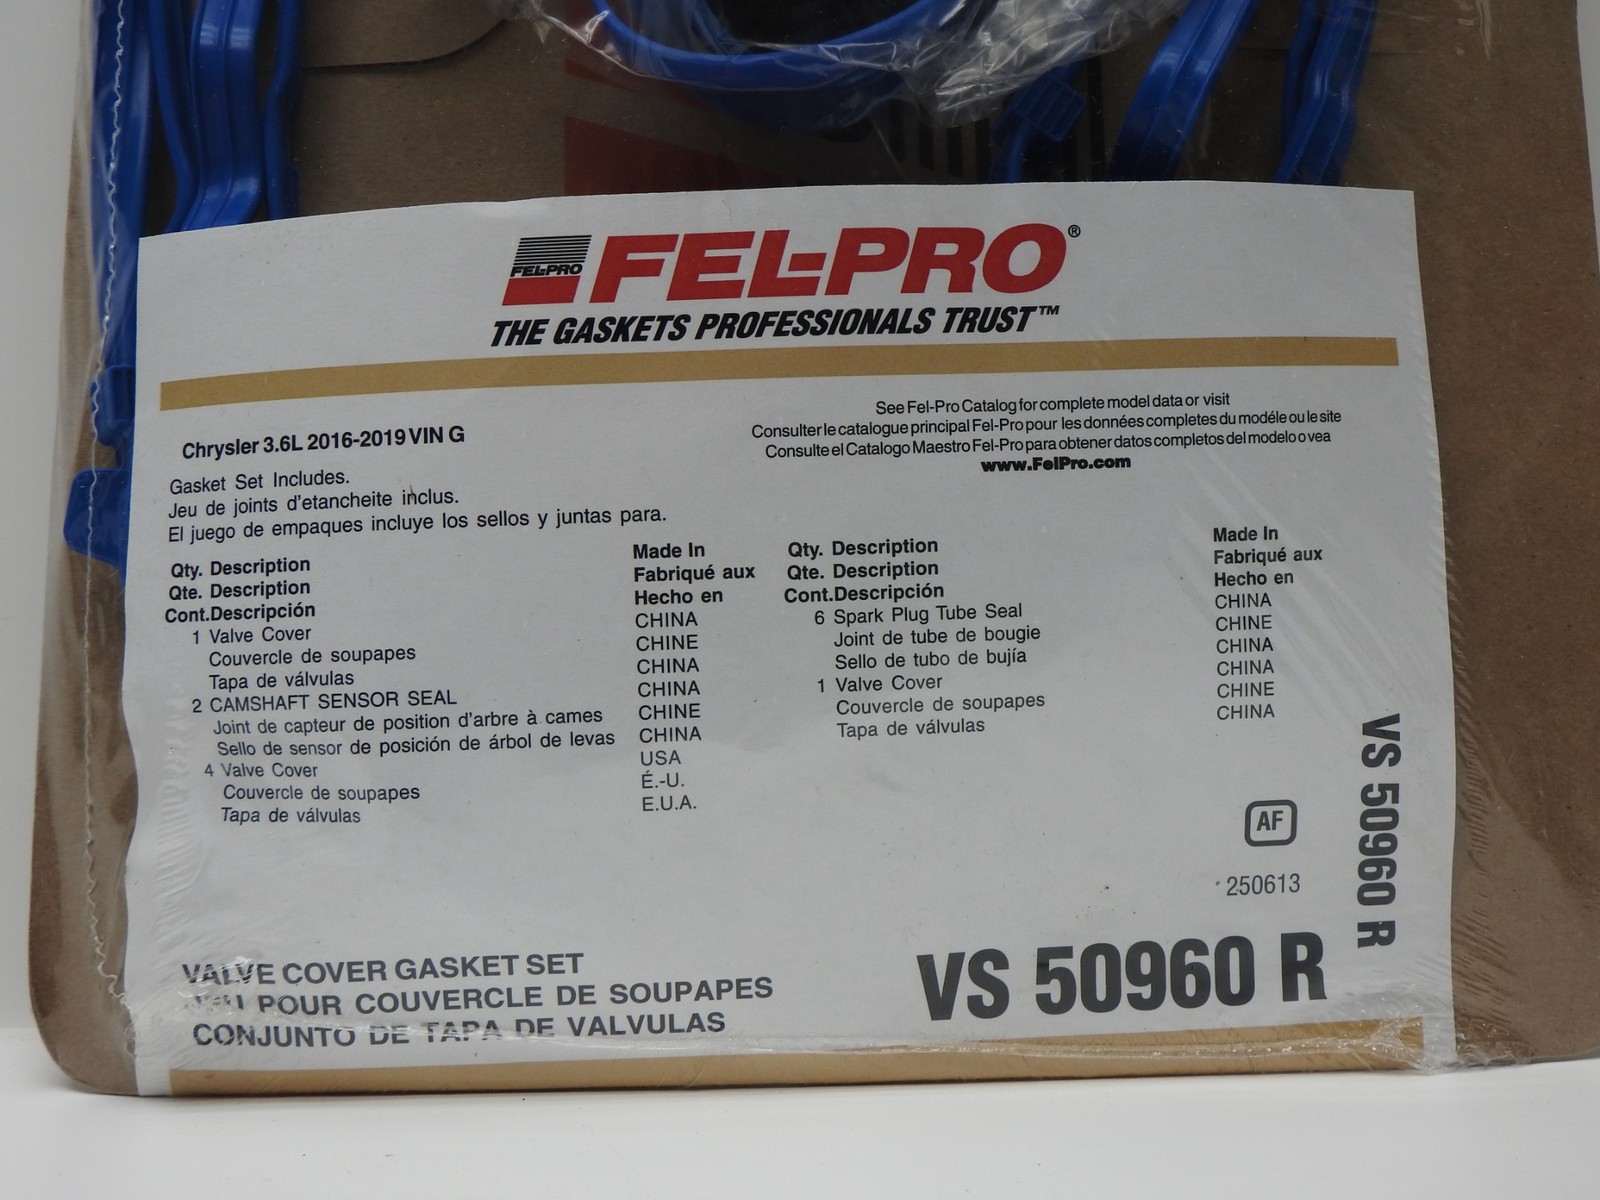 FEL-PRO
FEL-PRO®
THE GASKETS PROFESSIONALS TRUST™
Chrysler 3.6L 2016-2019 VIN G
See Fel-Pro Catalog for complete model data or visit
Consulter le catalogue principal Fel-Pro pour les données completes du modéle ou le site
Consulte el Catalogo Maestro Fel-Pro para obtener datos completos del modelo o vea
www.FelPro.com
Gasket Set Includes.
Jeu de joints d'etancheite inclus.
El juego de empaques incluye los sellos y juntas para.
Qty. Description Made In
Qte. Description Fabriqué aux
Cont. Descripción Hecho en
1 Valve Cover CHINA
Couvercle de soupapes CHINE
Tapa de válvulas CHINA
2 CAMSHAFT SENSOR SEAL CHINA
Joint de capteur de position d'arbre à cames CHINE
Sello de sensor de posición de árbol de levas CHINA
4 Valve Cover USA
Couvercle de soupapes É.-U.
Tapa de válvulas E.U.A.
Qty. Description Made In
Qte. Description Fabriqué aux
Cont. Descripción Hecho en
6 Spark Plug Tube Seal CHINA
Joint de tube de bougie CHINE
Sello de tubo de bujía CHINA
1 Valve Cover CHINA
Couvercle de soupapes CHINE
Tapa de válvulas CHINA
AF
250613
VS 50960 R
VALVE COVER GASKET SET
POUR COUVERCLE DE SOUPAPES
CONJUNTO DE TAPA DE VALVULAS
VS 50960 R